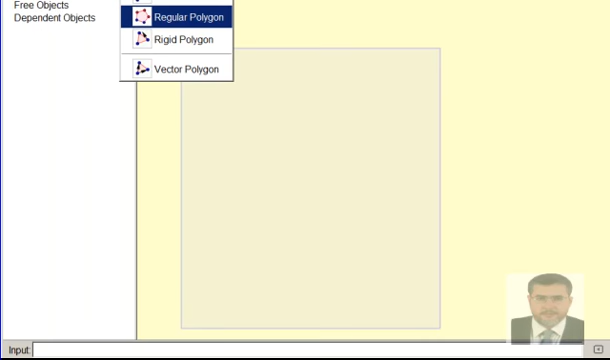 Free Objects
Dependent Objects
Regular Polygon
Rigid Polygon
Vector Polygon
Input: